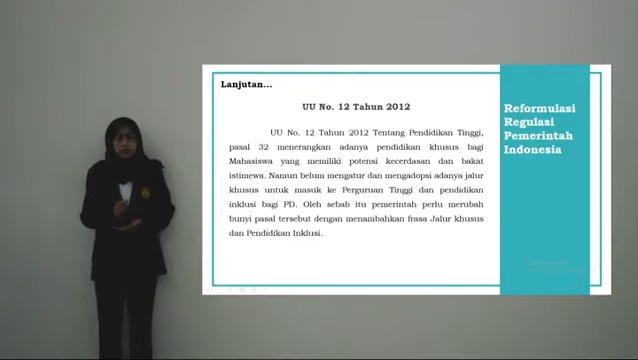 Lanjutan...
UU No. 12 Tahun 2012
UU No. 12 Tahun 2012 Tentang Pendidikan Tinggi,
pasal 32 menerangkan adanya pendidikan khusus bagi
Mahasiswa yang memiliki potensi kecerdasan dan bakat
istimewa. Namun belum mengatur dan mengadopsi adanya jalur
khusus untuk masuk ke Perguruan Tinggi dan pendidikan
inklusi bagi PD. Oleh sebab itu pemerintah perlu merubah
bunyi pasal tersebut dengan menambahkan frasa Jalur khusus
dan Pendidikan Inklusi.
Reformulasi
Regulasi
Pemerintah
Indonesia